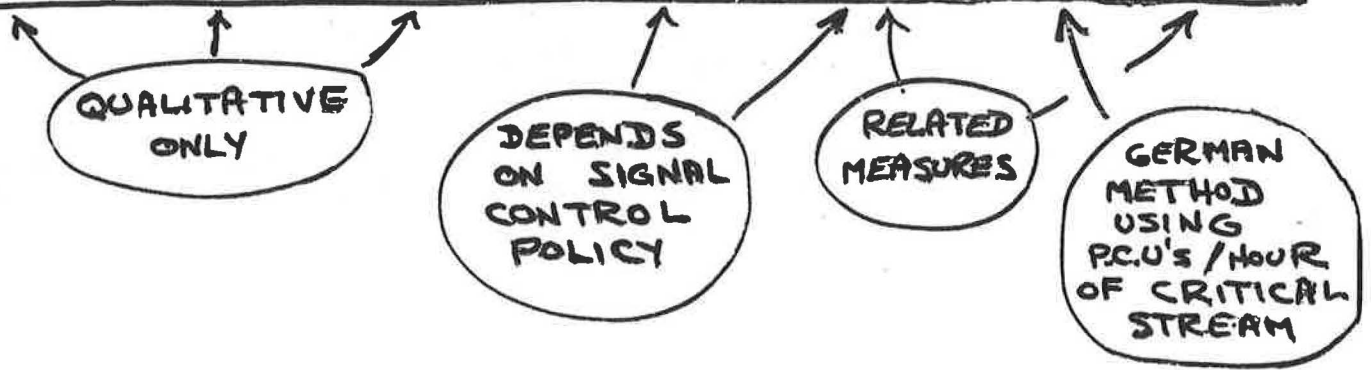 QUALITATIVE
ONLY
DEPENDS
ON SIGNAL
CONTROL
POLICY
RELATED
MEASURES
GERMAN
METHOD
USING
P.C.U's / HOUR
OF CRITICAL
STREAM